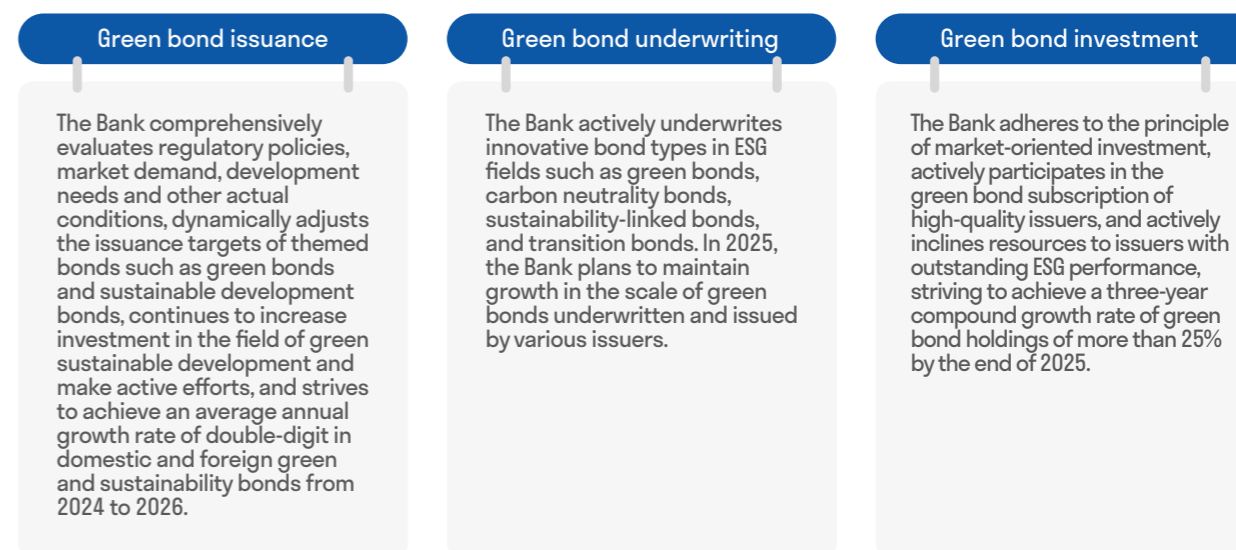 Green bond issuance
The Bank comprehensively
evaluates regulatory policies,
market demand, development
needs and other actual
conditions, dynamically adjusts
the issuance targets of themed
bonds such as green bonds
and sustainable development
bonds, continues to increase
investment in the field of green
sustainable development and
make active efforts, and strives
to achieve an average annual
growth rate of double-digit in
domestic and foreign green
and sustainability bonds from
2024 to 2026.
Green bond underwriting
The Bank actively underwrites
innovative bond types in ESG
fields such as green bonds,
carbon neutrality bonds,
sustainability-linked bonds,
and transition bonds. In 2025,
the Bank plans to maintain
growth in the scale of green
bonds underwritten and issued
by various issuers.
Green bond investment
The Bank adheres to the principle
of market-oriented investment,
actively participates in the
green bond subscription of
high-quality issuers, and actively
inclines resources to issuers with
outstanding ESG performance,
striving to achieve a three-year
compound growth rate of green
bond holdings of more than 25%
by the end of 2025.